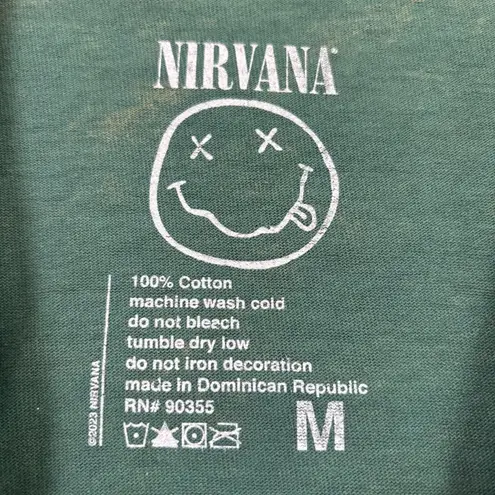 NIRVANA
100% Cotton
machine wash cold
do not bleach
tumble dry low
do not iron decoration
made in Dominican Republic
RN# 90355
M
©2023 NIRVANA